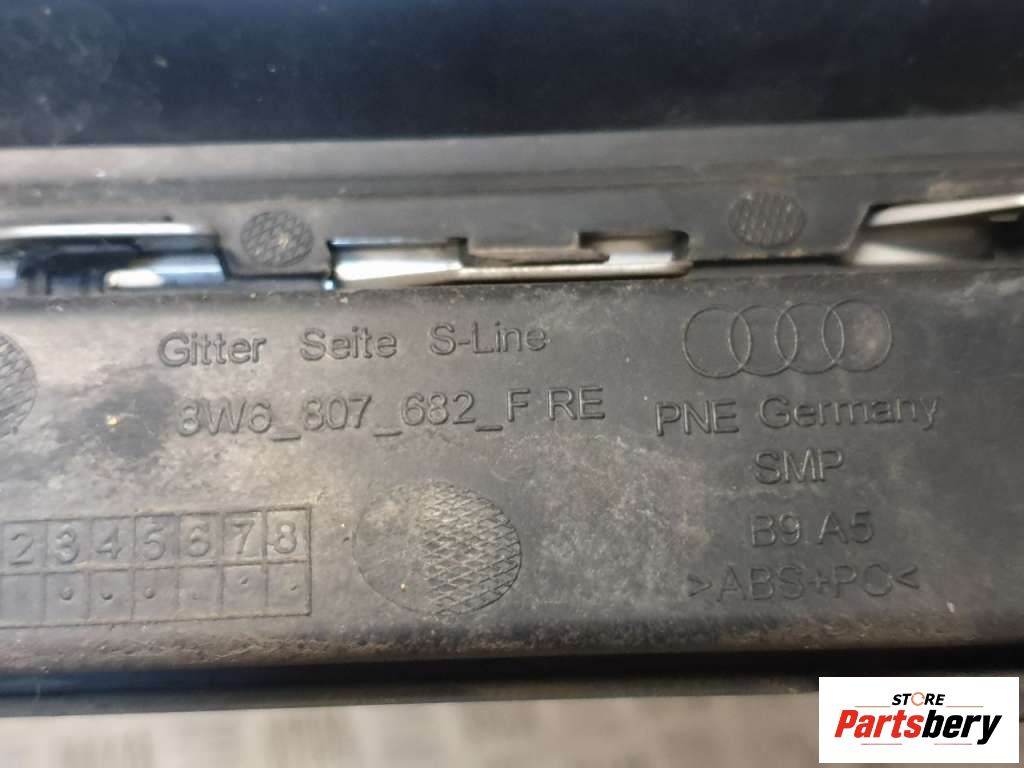 Gitter Seite S-Line
8W6_807_682_F RE
PNE Germany
SMP
B9 A5
>ABS+PC<
2 3 4 5 6 7 8
STORE
Partsbery